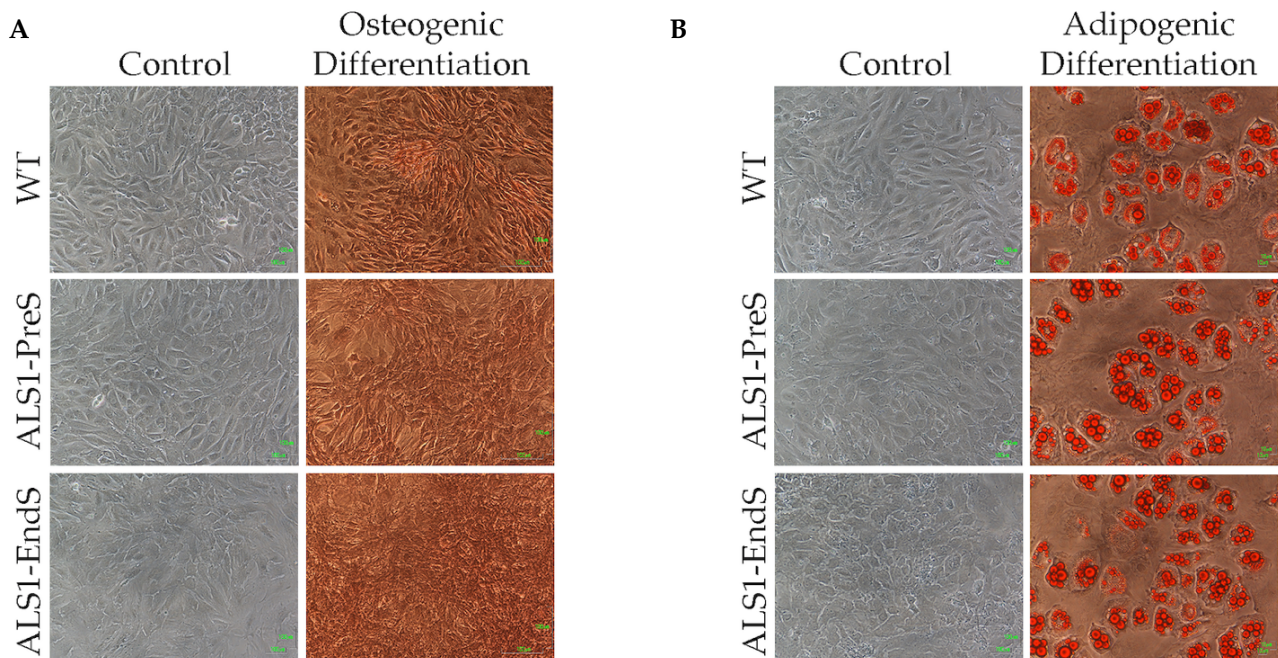 A
Control
Osteogenic
Differentiation
WT
ALS1-PreS
ALS1-EndS
B
Control
Adipogenic
Differentiation
WT
ALS1-PreS
ALS1-EndS